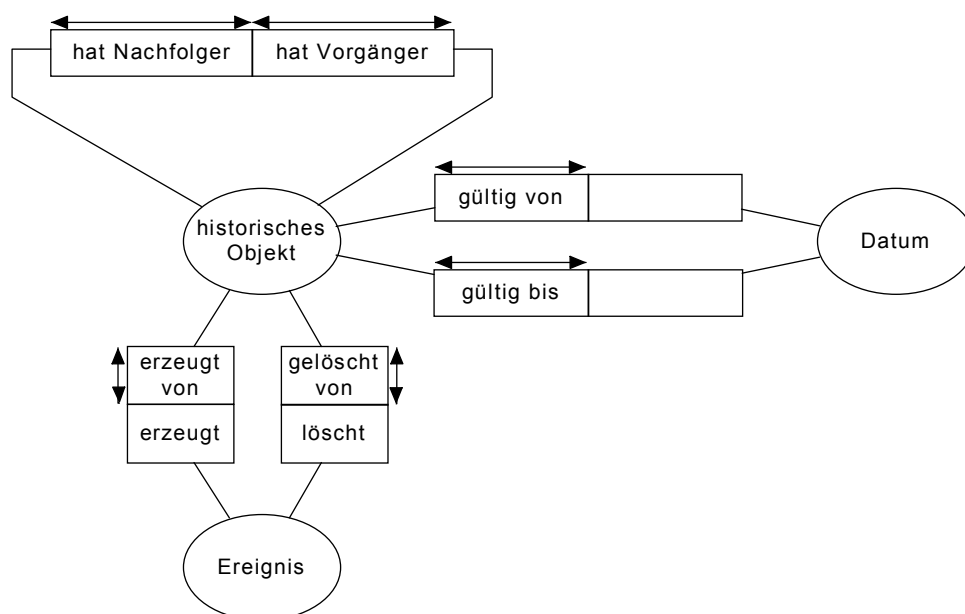 hat Nachfolger
hat Vorgänger
historisches
Objekt
gültig von
gültig bis
Datum
erzeugt
von
erzeugt
gelöscht
von
löscht
Ereignis